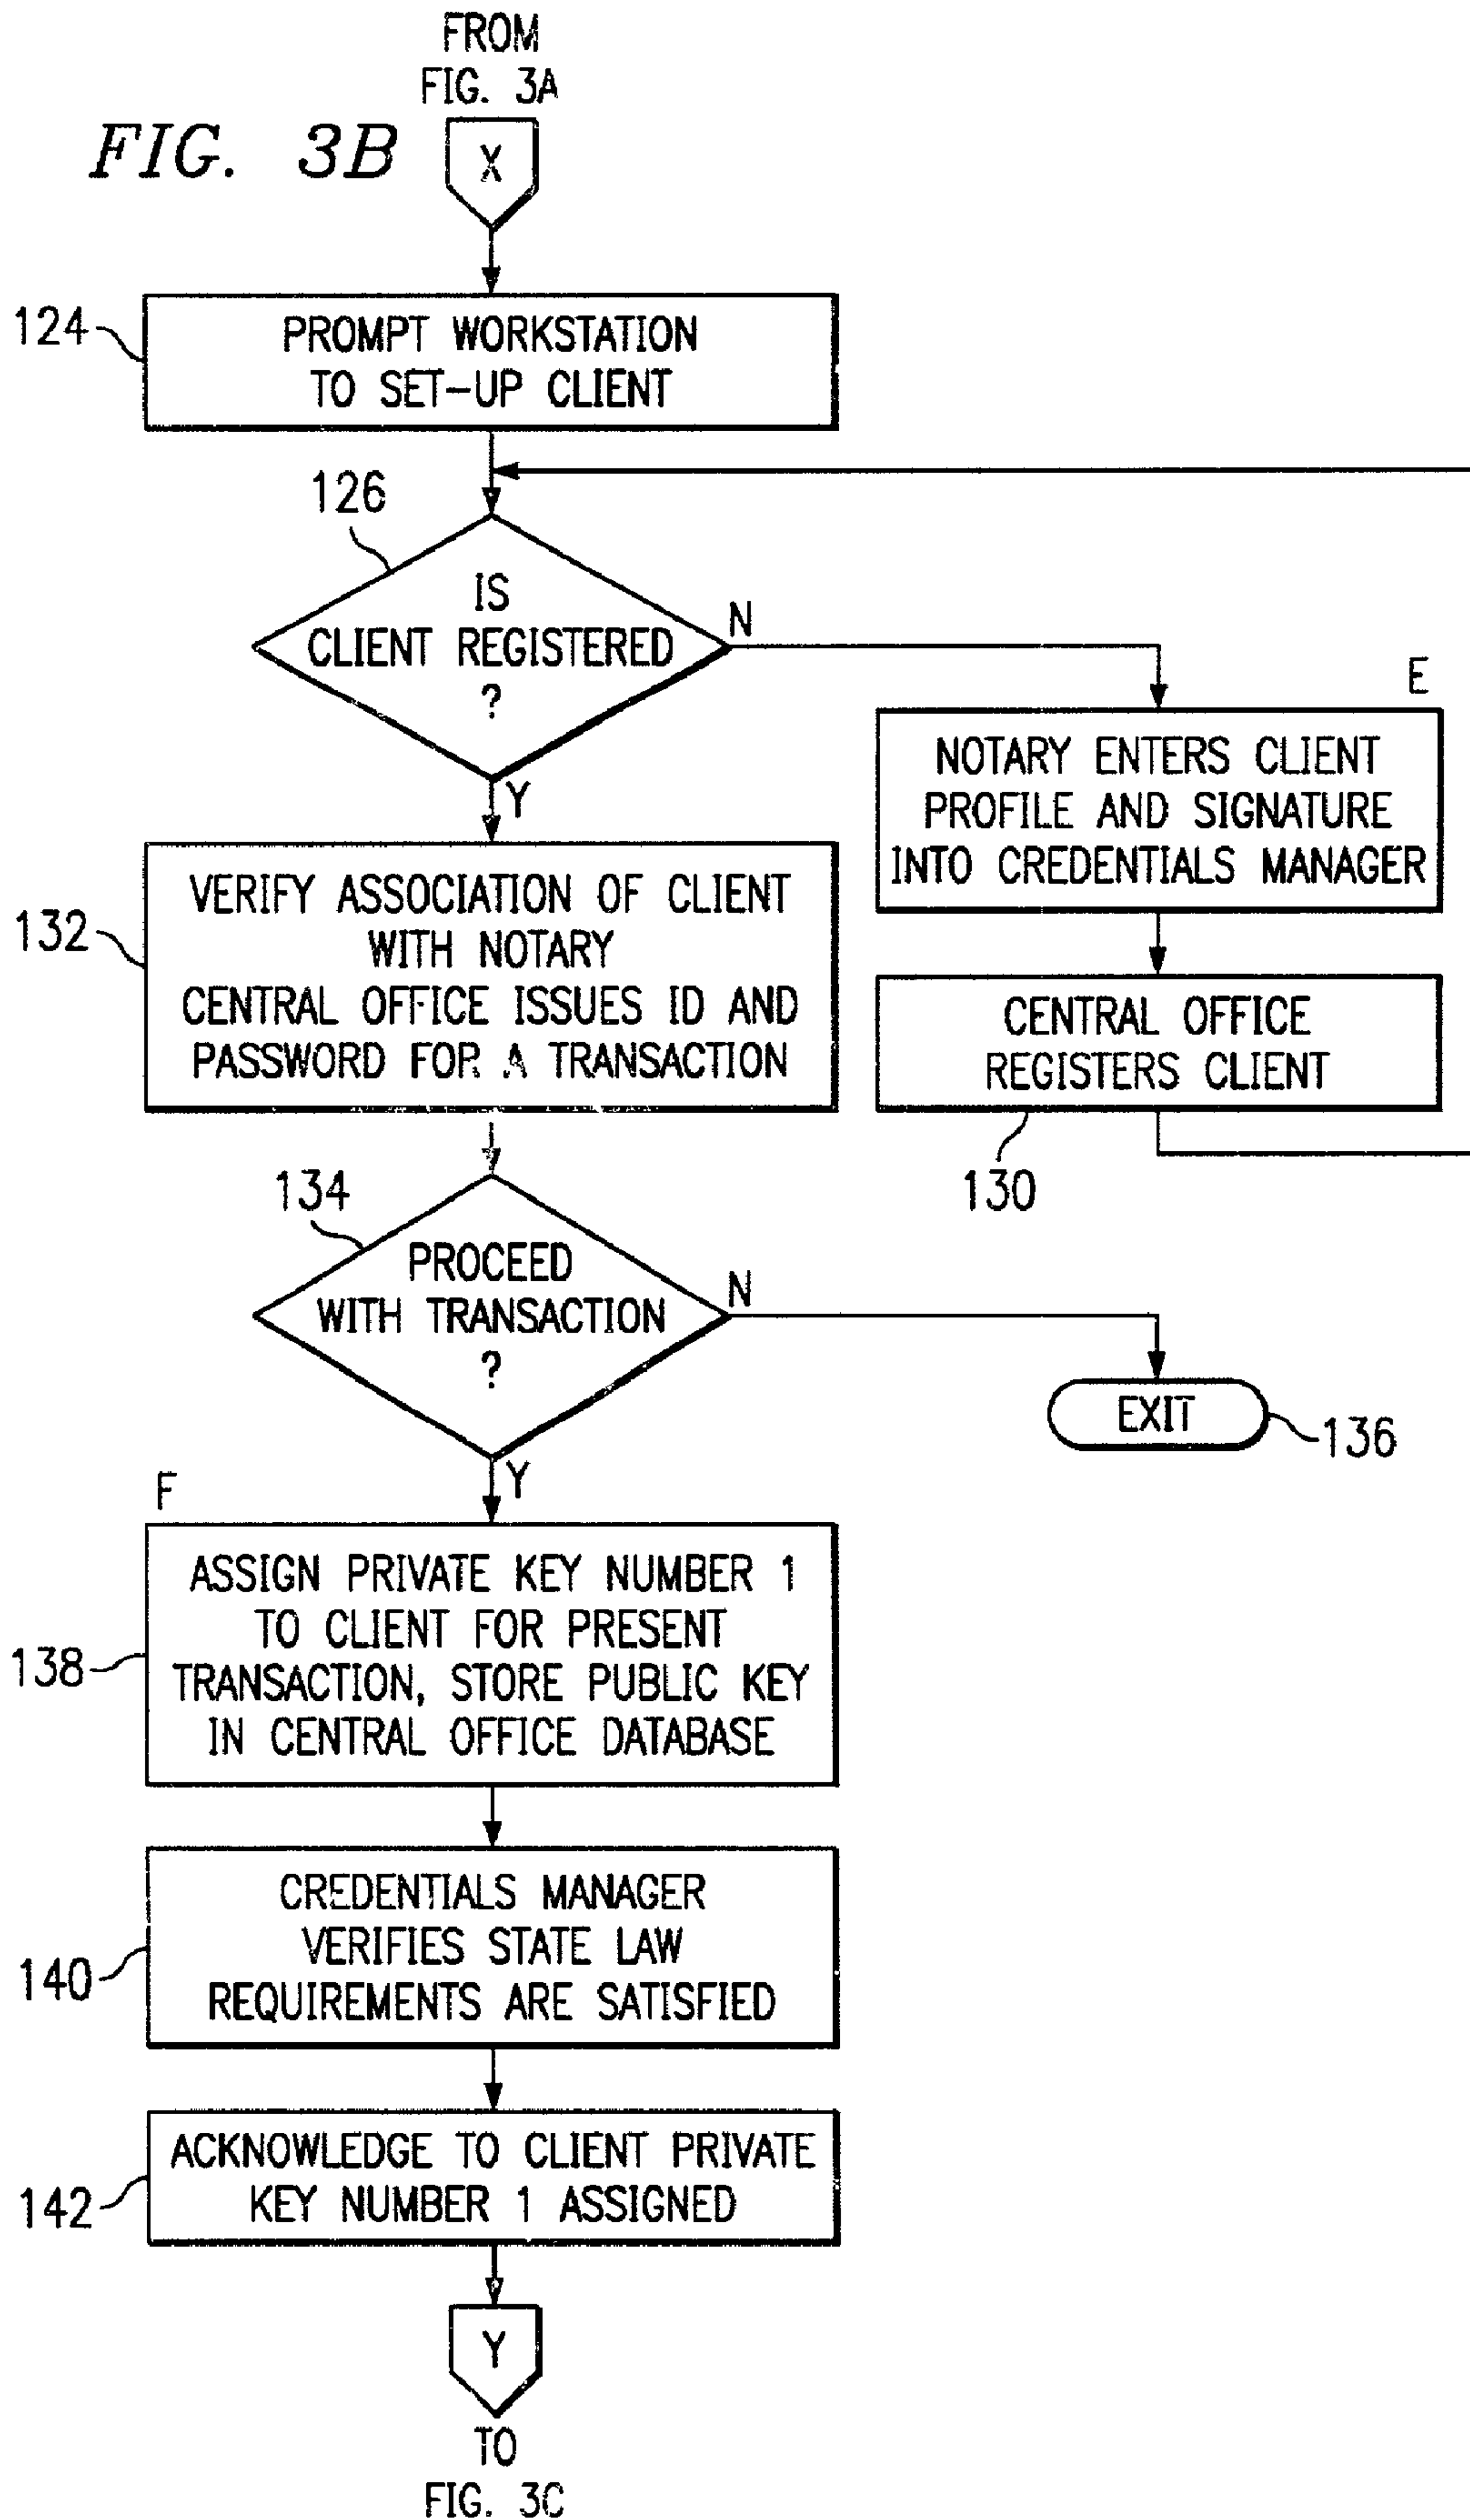 FROM
FIG. 3A
FIG. 3B
X
124
PROMPT WORKSTATION
TO SET-UP CLIENT
126
IS
CLIENT REGISTERED
?
N
E
NOTARY ENTERS CLIENT
PROFILE AND SIGNATURE
INTO CREDENTIALS MANAGER
Y
132
VERIFY ASSOCIATION OF CLIENT
WITH NOTARY
CENTRAL OFFICE ISSUES ID AND
PASSWORD FOR A TRANSACTION
CENTRAL OFFICE
REGISTERS CLIENT
130
134
PROCEED
WITH TRANSACTION
?
N
EXIT
136
Y
F
138
ASSIGN PRIVATE KEY NUMBER 1
TO CLIENT FOR PRESENT
TRANSACTION, STORE PUBLIC KEY
IN CENTRAL OFFICE DATABASE
140
CREDENTIALS MANAGER
VERIFIES STATE LAW
REQUIREMENTS ARE SATISFIED
142
ACKNOWLEDGE TO CLIENT PRIVATE
KEY NUMBER 1 ASSIGNED
Y
TO
FIG. 3C